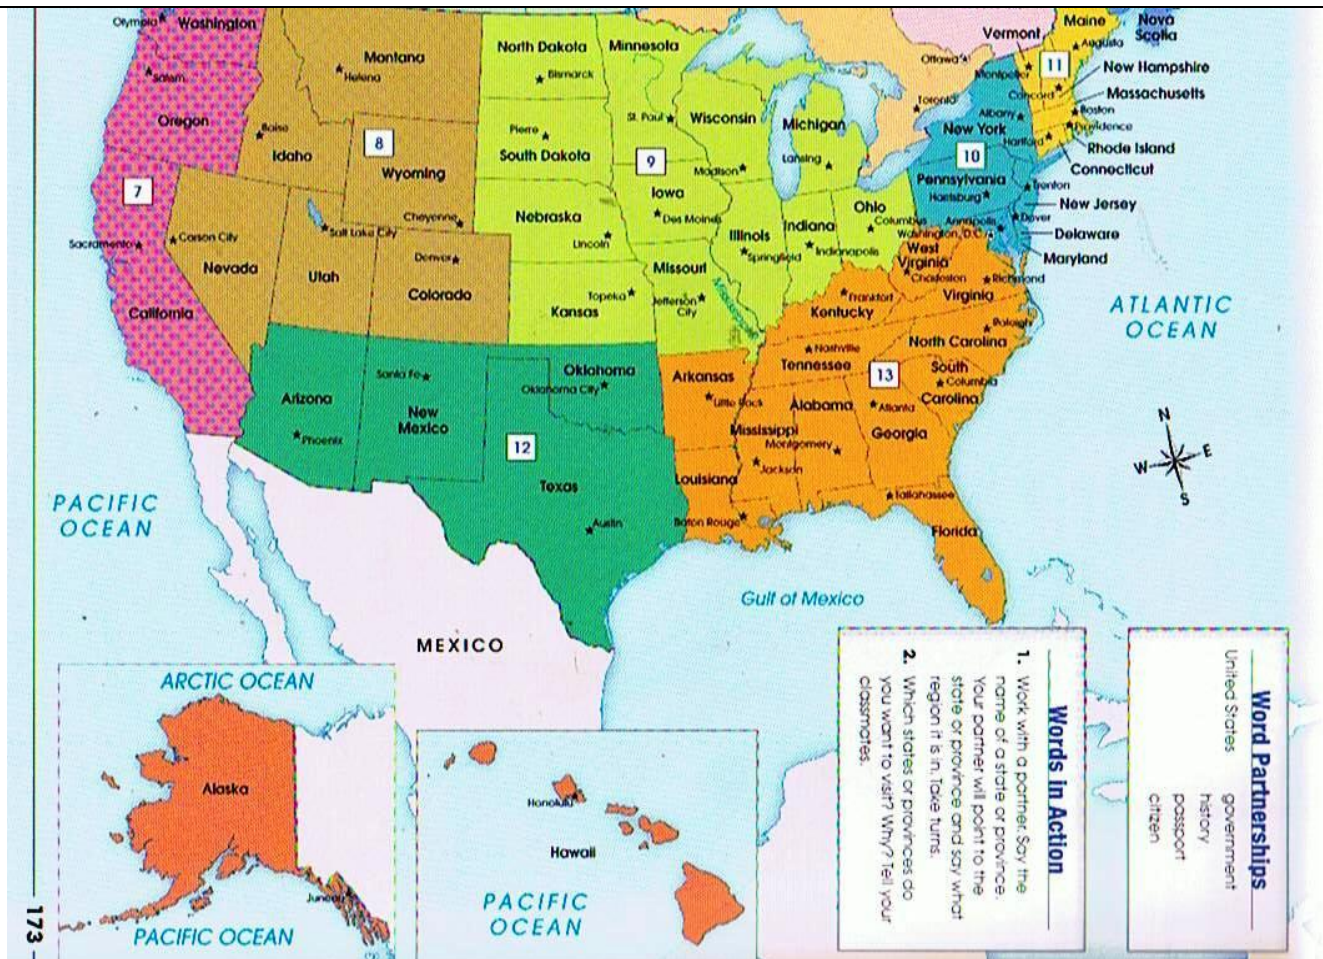 Olympia
Washington
Salem
Oregon
Montana
Helena
Boise
Idaho
8
Wyoming
Cheyenne
7
Sacramento
Carson City
Nevada
California
Salt Lake City
Utah
Denver
Colorado
North Dakota
Bismarck
Minnesota
St. Paul
Pierre
South Dakota
9
Wisconsin
Madison
Michigan
Lansing
Iowa
Des Moines
Nebraska
Lincoln
Illinois
Springfield
Indiana
Indianapolis
Ohio
Columbus
Missouri
Jefferson
City
Topeka
Kansas
Ottawa
Toronto
Vermont
Montpelier
Maine
Augusta
Nova
Scotia
11
New Hampshire
Concord
Massachusetts
Boston
Providence
Rhode Island
Hartford
Connecticut
Albany
New York
10
Pennsylvania
Harrisburg
Trenton
New Jersey
Annapolis
Dover
Washington, D.C.
Delaware
Maryland
West
Virginia
Charleston
Richmond
Virginia
Frankfort
Kentucky
Raleigh
North Carolina
Nashville
Tennessee
13
South
Carolina
Columbia
Arkansas
Little Rock
Alabama
Atlanta
Georgia
Mississippi
Montgomery
Jackson
Louisiana
Baton Rouge
Tallahassee
Florida
Arizona
Phoenix
Santa Fe
New
Mexico
Oklahoma
Oklahoma City
12
Texas
Austin
ATLANTIC
OCEAN
N
W E
S
PACIFIC
OCEAN
Gulf of Mexico
MEXICO
ARCTIC OCEAN
Alaska
Juneau
PACIFIC OCEAN
Honolulu
Hawaii
PACIFIC
OCEAN
Word Partnerships
United States government
history
passport
citizen
Words in Action
1. Work with a partner. Say the
name of a state or province.
Your partner will point to the
state or province and say what
region it is in. Take turns.
2. Which states or provinces do
you want to visit? Why? Tell your
classmates.
173